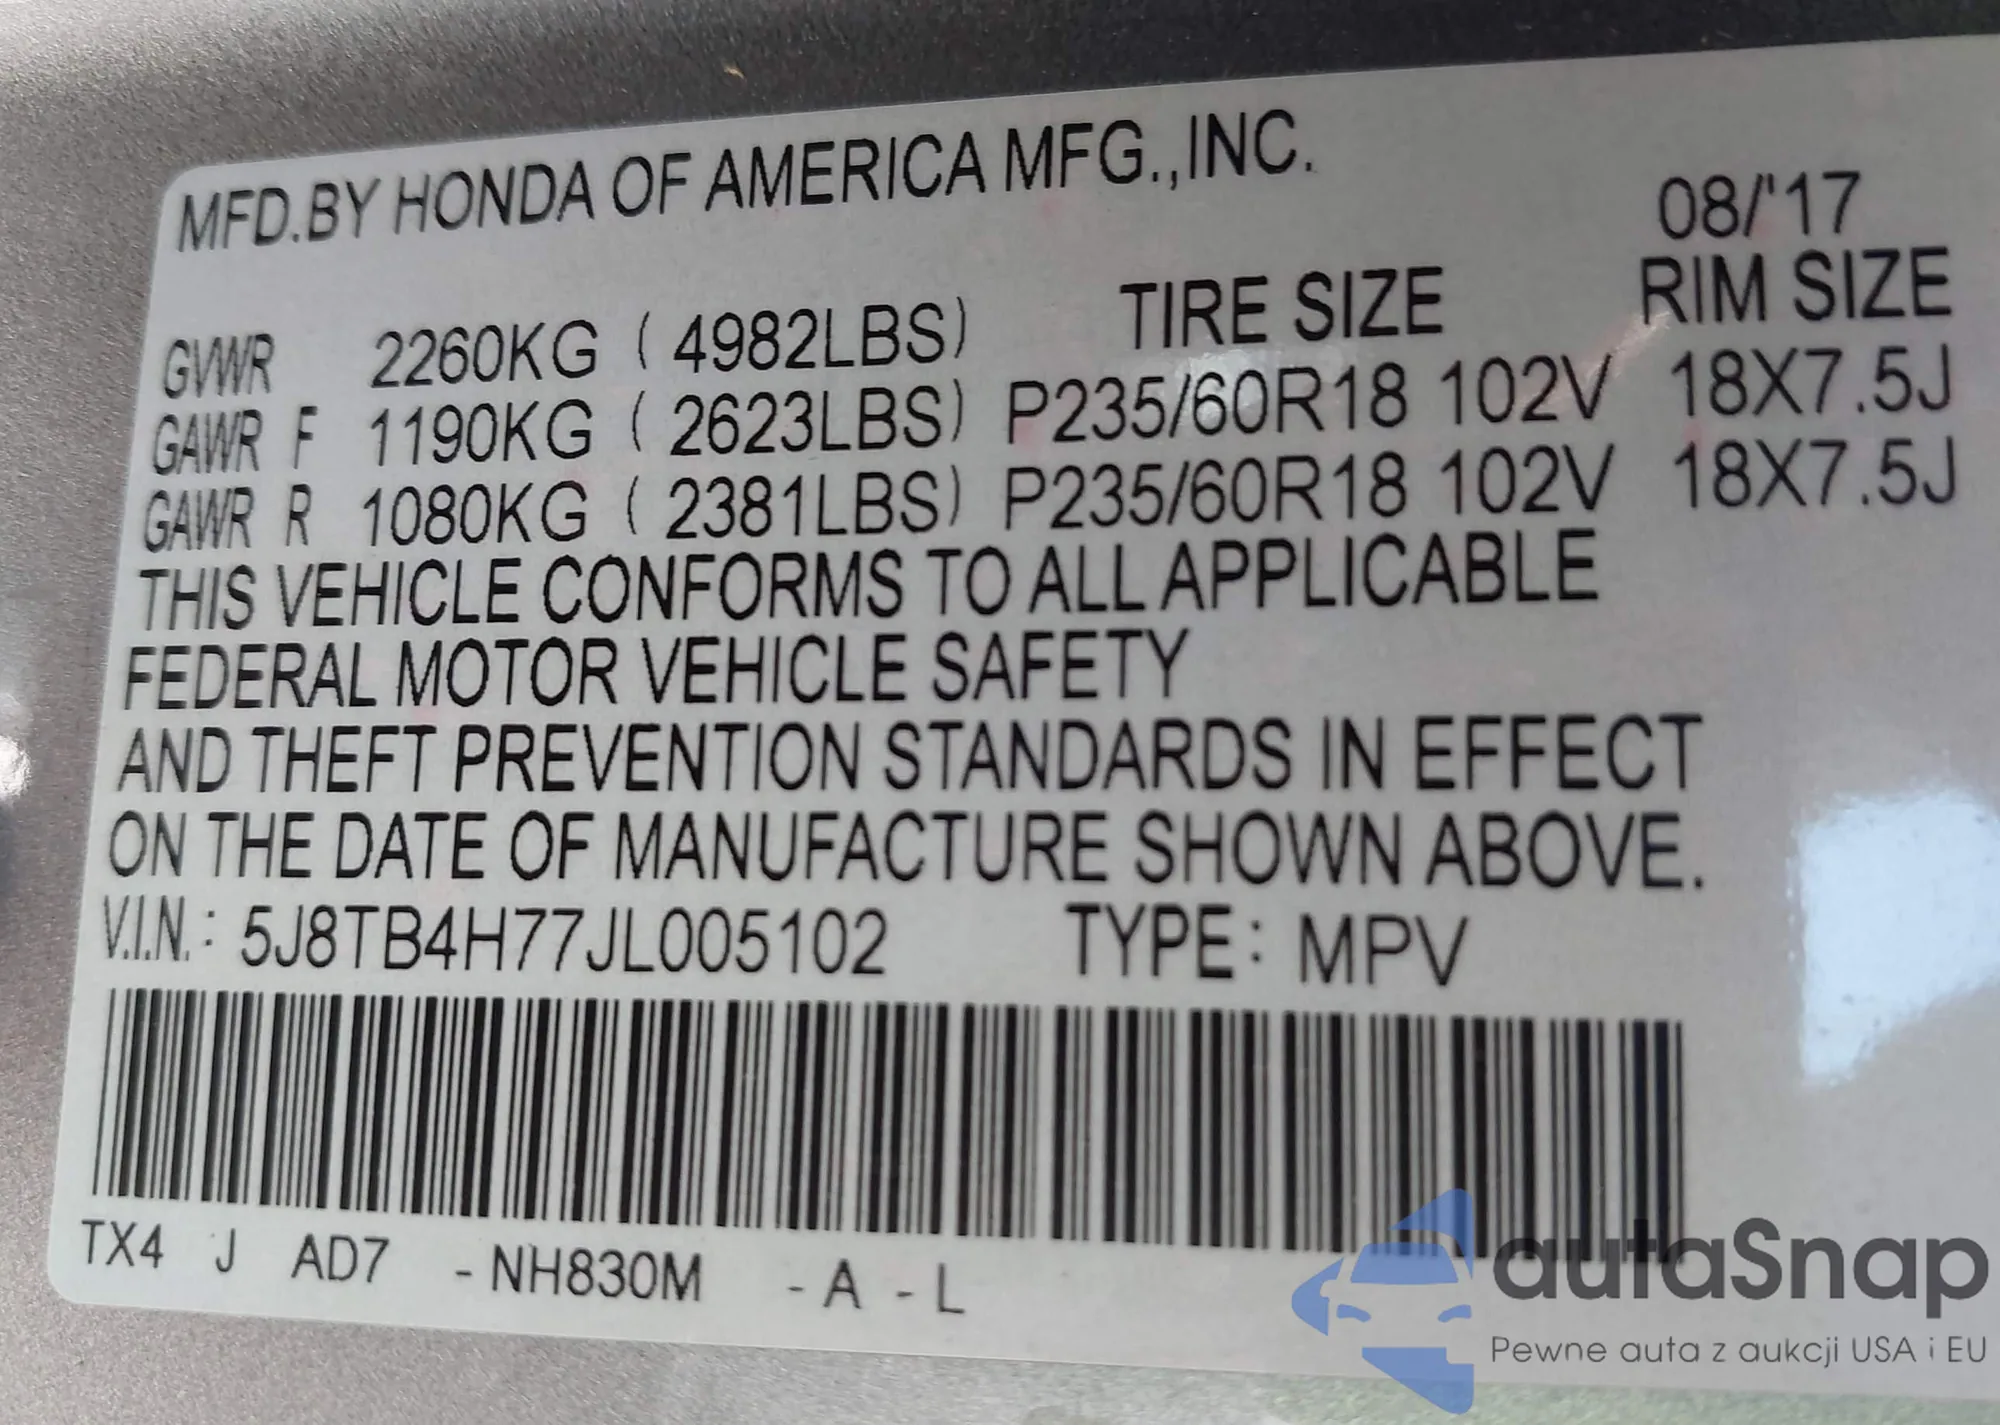 MFD.BY HONDA OF AMERICA MFG.,INC.
08/'17
TIRE SIZE RIM SIZE
GVWR 2260KG ( 4982LBS)
GAWR F 1190KG ( 2623LBS) P235/60R18 102V 18X7.5J
GAWR R 1080KG ( 2381LBS) P235/60R18 102V 18X7.5J
THIS VEHICLE CONFORMS TO ALL APPLICABLE
FEDERAL MOTOR VEHICLE SAFETY
AND THEFT PREVENTION STANDARDS IN EFFECT
ON THE DATE OF MANUFACTURE SHOWN ABOVE.
V.I.N.: 5J8TB4H77JL005102 TYPE: MPV
TX4 J AD7 -NH830M -A -L
autaSnap
Pewne auta z aukcji USA i EU